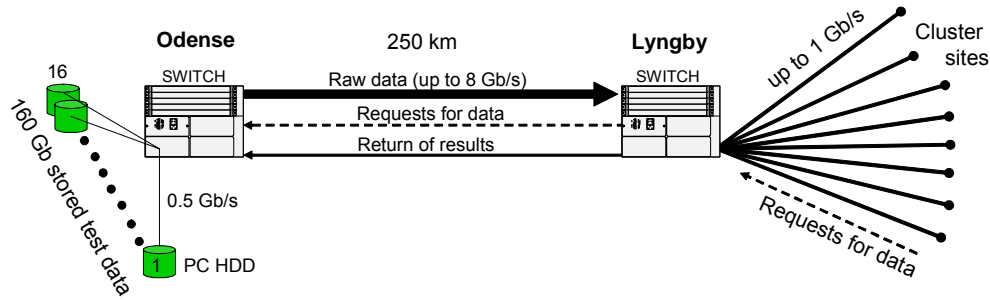 Odense
250 km
Lyngby
up to 1 Gb/s
Cluster
sites
16
SWITCH
Raw data (up to 8 Gb/s)
SWITCH
Requests for data
Return of results
160 Gb stored test data
0.5 Gb/s
1
PC HDD
Requests for data